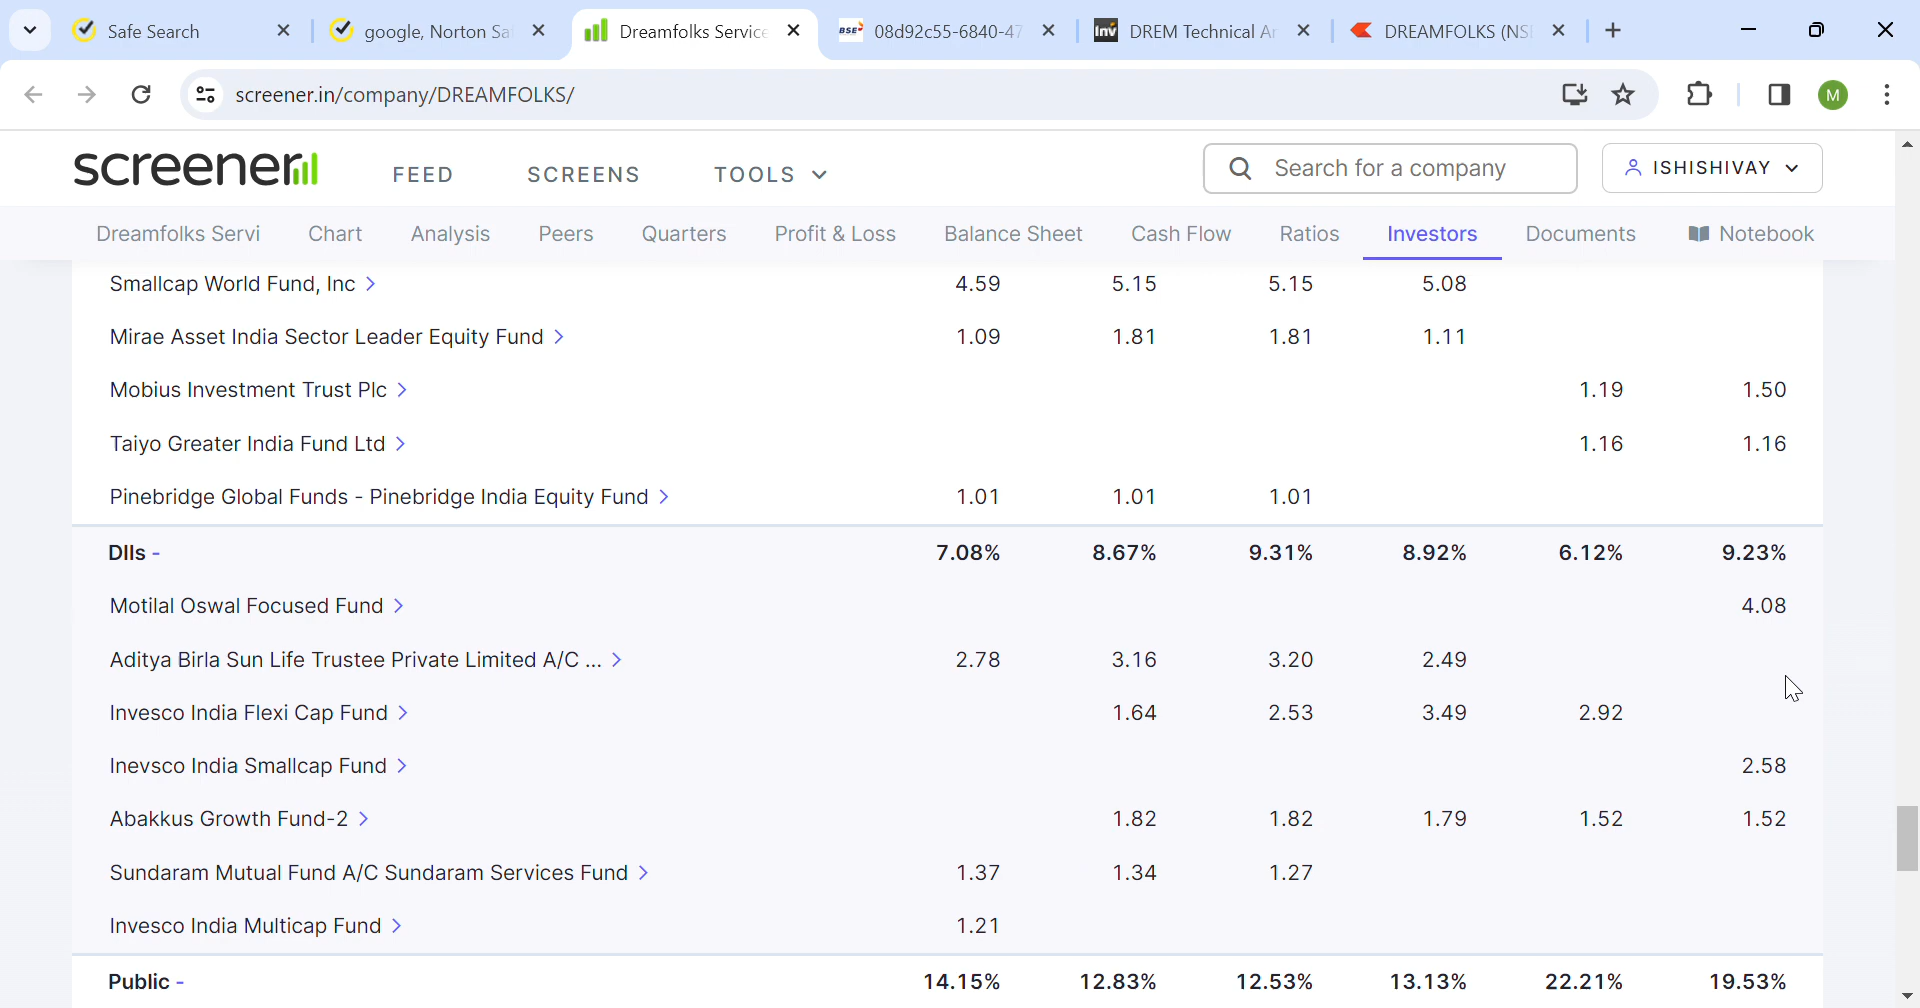 Safe Search
google, Norton Sa
Dreamfolks Service
BSE 08d92c55-6840-47
Inv DREM Technical Ar
DREAMFOLKS (NSE
screener.in/company/DREAMFOLKS/
M
screener FEED SCREENS TOOLS Search for a company ISHISHIVAY
Dreamfolks Servi Chart Analysis Peers Quarters Profit & Loss Balance Sheet Cash Flow Ratios Investors Documents Notebook
Smallcap World Fund, Inc > 4.59 5.15 5.15 5.08
Mirae Asset India Sector Leader Equity Fund > 1.09 1.81 1.81 1.11
Mobius Investment Trust Plc > 1.19 1.50
Taiyo Greater India Fund Ltd > 1.16 1.16
Pinebridge Global Funds - Pinebridge India Equity Fund > 1.01 1.01 1.01
DIIs - 7.08% 8.67% 9.31% 8.92% 6.12% 9.23%
Motilal Oswal Focused Fund > 4.08
Aditya Birla Sun Life Trustee Private Limited A/C ... > 2.78 3.16 3.20 2.49
Invesco India Flexi Cap Fund > 1.64 2.53 3.49 2.92
Inevsco India Smallcap Fund > 2.58
Abakkus Growth Fund-2 > 1.82 1.82 1.79 1.52 1.52
Sundaram Mutual Fund A/C Sundaram Services Fund > 1.37 1.34 1.27
Invesco India Multicap Fund > 1.21
Public - 14.15% 12.83% 12.53% 13.13% 22.21% 19.53%